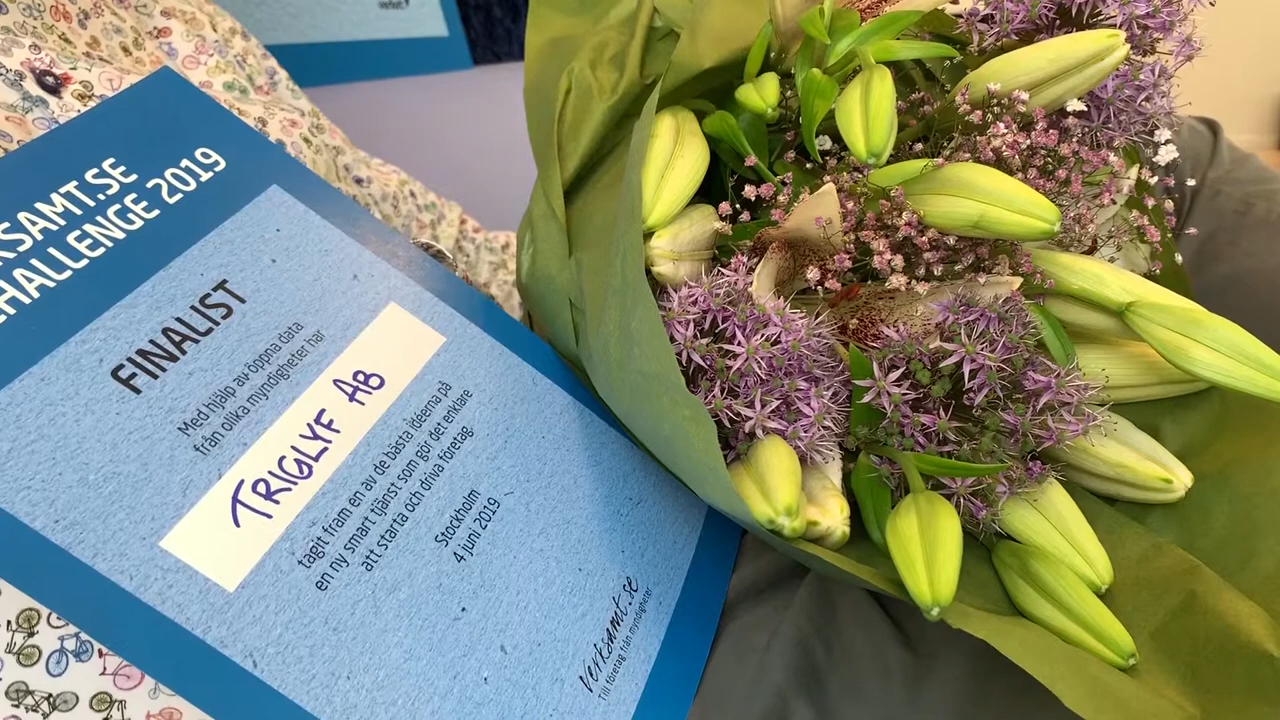 KSAMT.SE
HALLENGE 2019
FINALIST
Med hjälp av öppna data
från olika myndigheter har
TRIGLYF AB
tagit fram en av de bästa idéerna på
en ny smart tjänst som gör det enklare
att starta och driva företag.
Stockholm
4 juni 2019
verksamt.se
Till företag från myndigheter